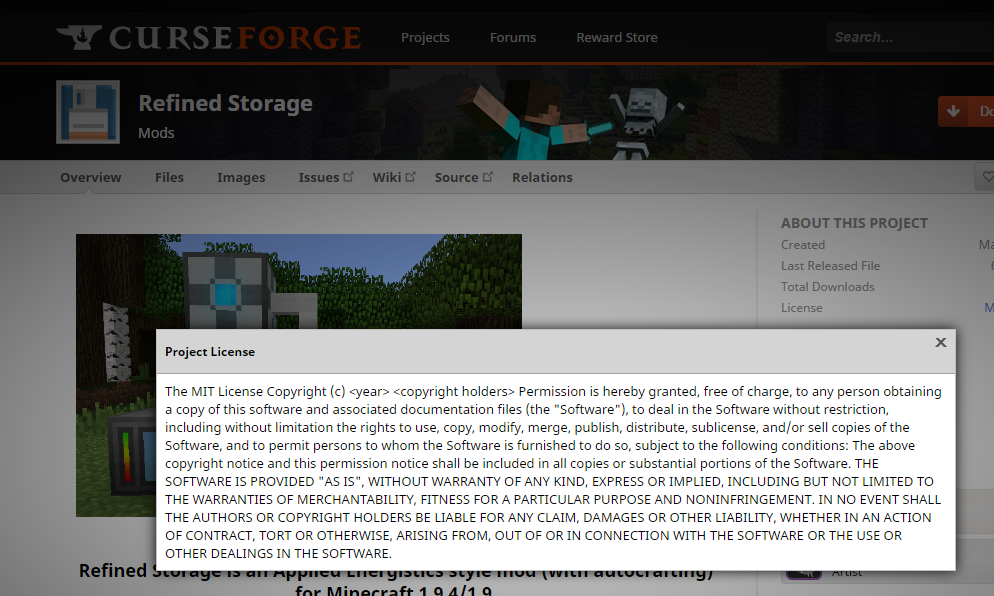 CURSEFORGE
Projects
Forums
Reward Store
Search...
Refined Storage
Mods
Overview
Files
Images
Issues
Wiki
Source
Relations
ABOUT THIS PROJECT
Created
Last Released File
Total Downloads
License
Project License
The MIT License Copyright (c) <year> <copyright holders> Permission is hereby granted, free of charge, to any person obtaining
a copy of this software and associated documentation files (the "Software"), to deal in the Software without restriction,
including without limitation the rights to use, copy, modify, merge, publish, distribute, sublicense, and/or sell copies of the
Software, and to permit persons to whom the Software is furnished to do so, subject to the following conditions: The above
copyright notice and this permission notice shall be included in all copies or substantial portions of the Software. THE
SOFTWARE IS PROVIDED "AS IS", WITHOUT WARRANTY OF ANY KIND, EXPRESS OR IMPLIED, INCLUDING BUT NOT LIMITED TO
THE WARRANTIES OF MERCHANTABILITY, FITNESS FOR A PARTICULAR PURPOSE AND NONINFRINGEMENT. IN NO EVENT SHALL
THE AUTHORS OR COPYRIGHT HOLDERS BE LIABLE FOR ANY CLAIM, DAMAGES OR OTHER LIABILITY, WHETHER IN AN ACTION
OF CONTRACT, TORT OR OTHERWISE, ARISING FROM, OUT OF OR IN CONNECTION WITH THE SOFTWARE OR THE USE OR
OTHER DEALINGS IN THE SOFTWARE.
Refined Storage is an Applied Energistics style mod (with autocrafting)
for Minecraft 1.9.4/1.9
Artist